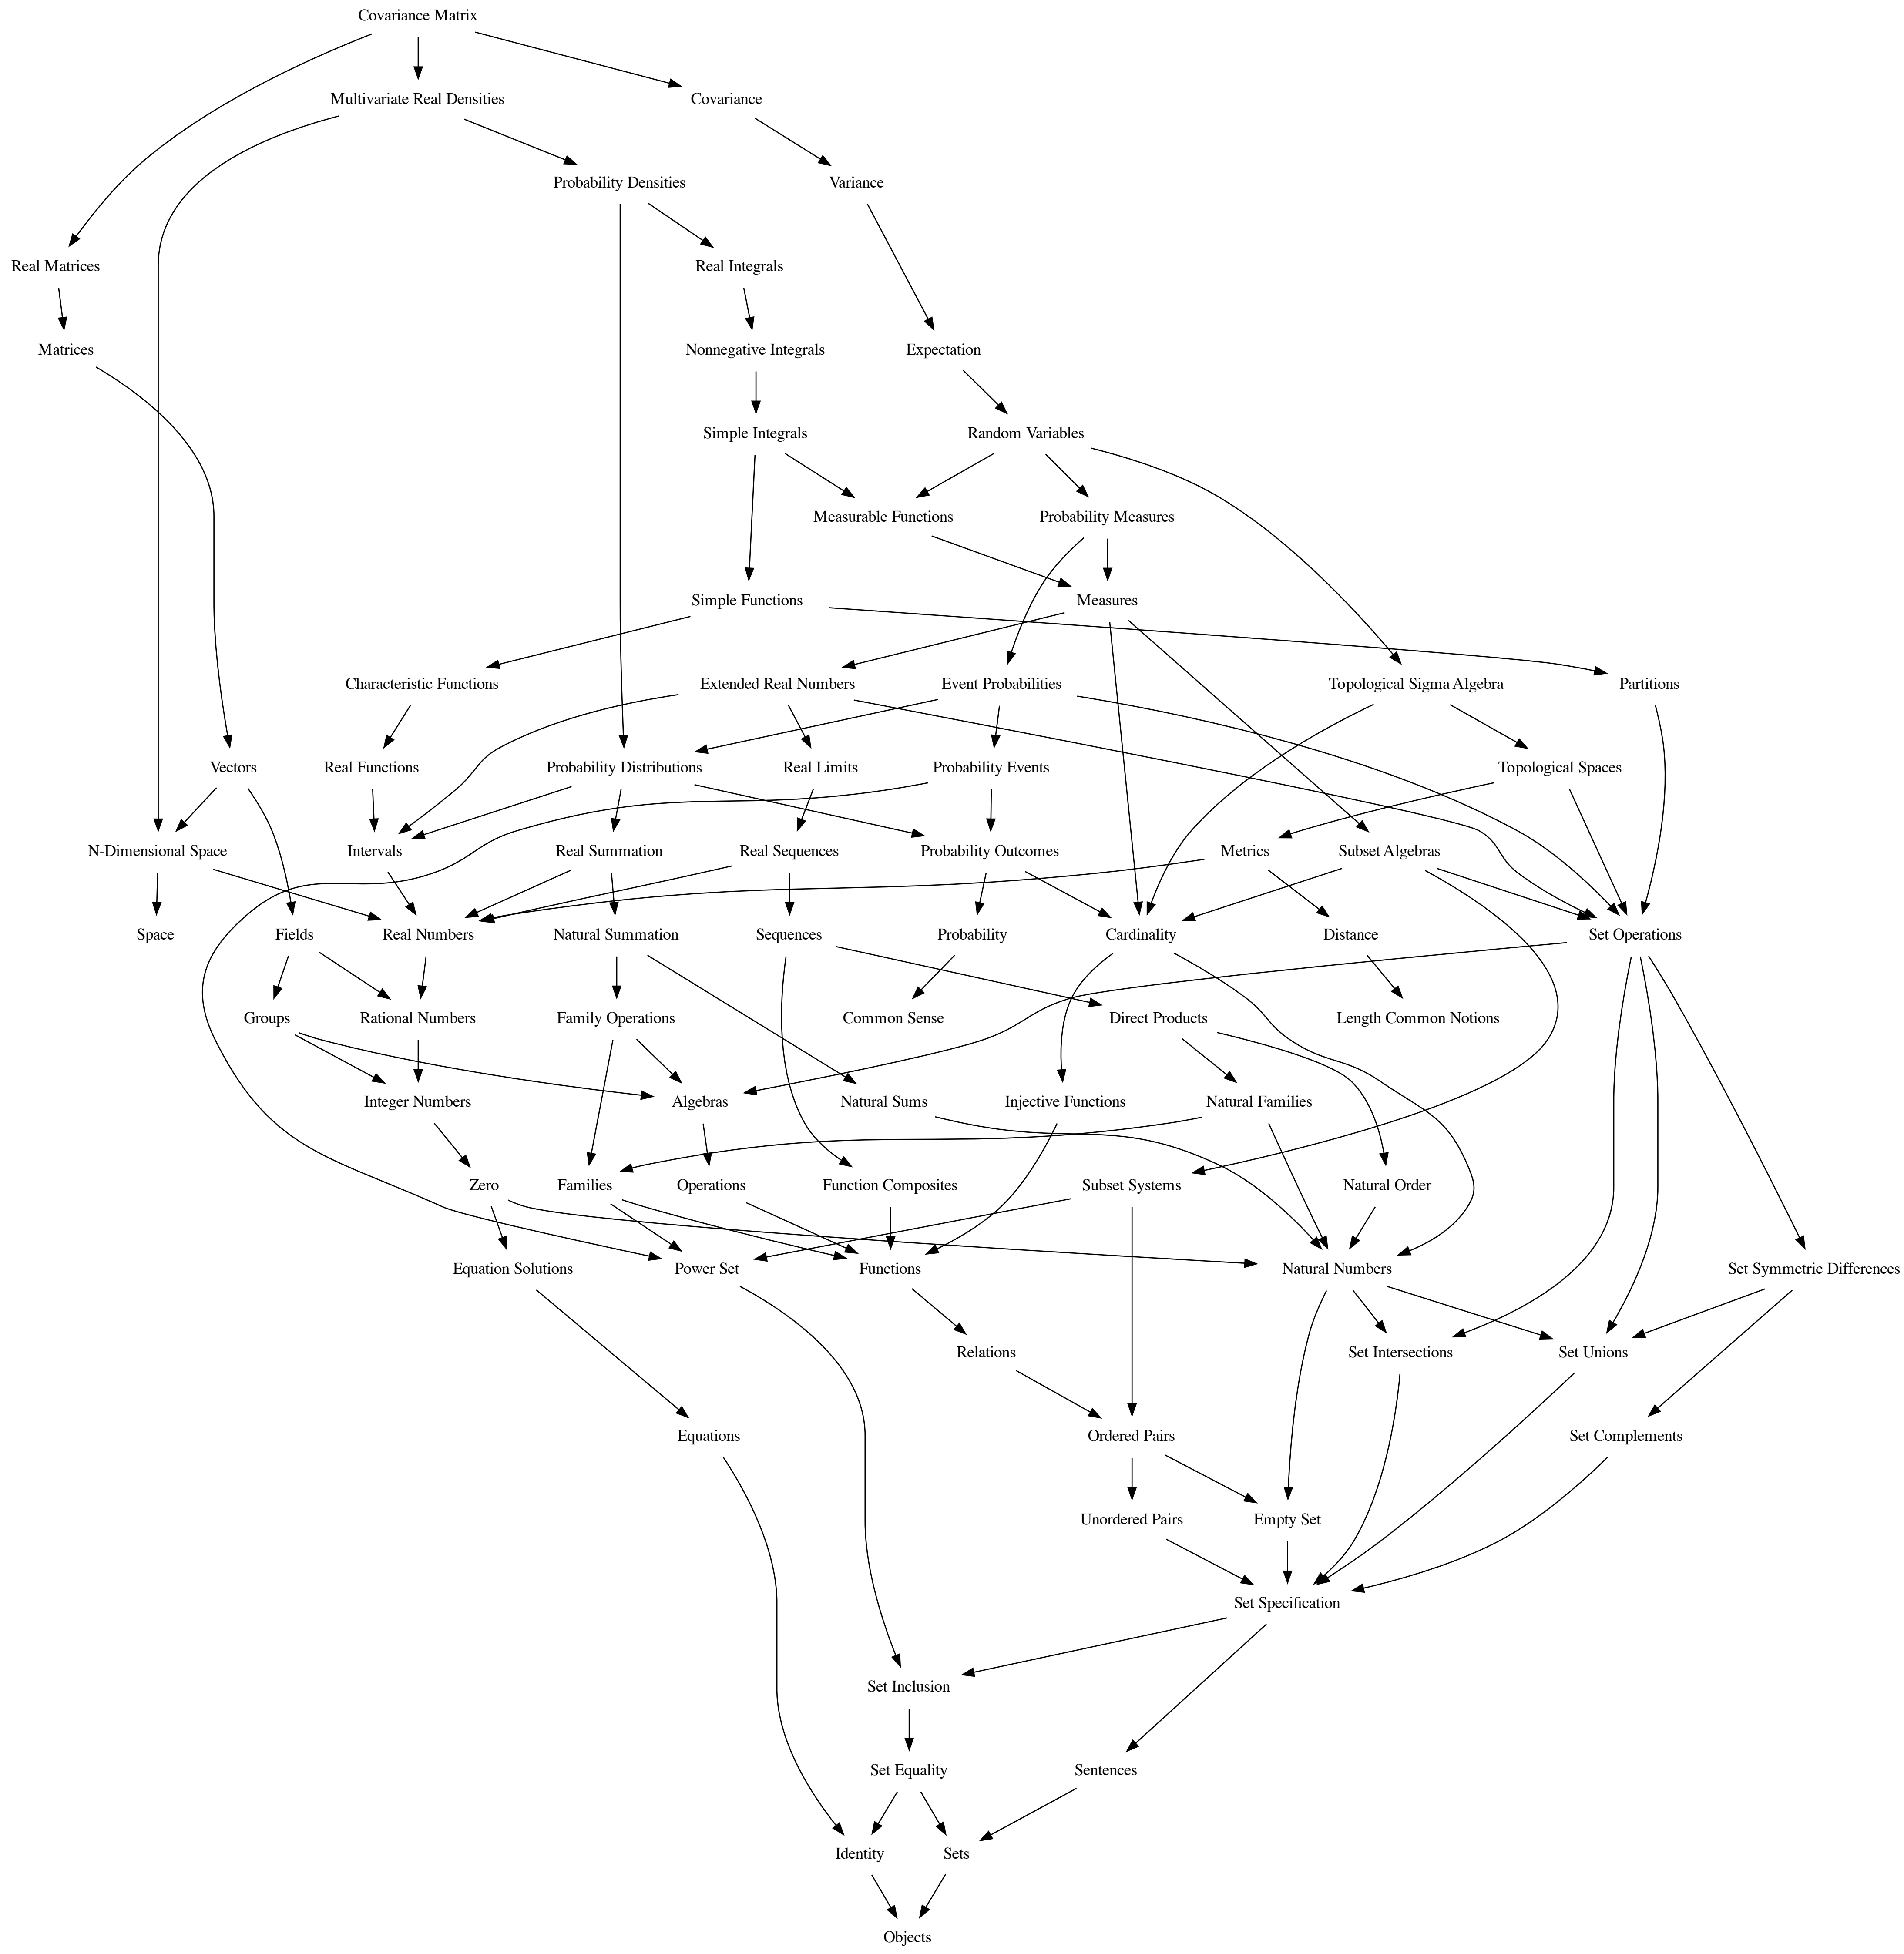 Covariance Matrix
Multivariate Real Densities
Covariance
Probability Densities
Variance
Real Matrices
Real Integrals
Matrices
Nonnegative Integrals
Expectation
Simple Integrals
Random Variables
Measurable Functions
Probability Measures
Simple Functions
Measures
Characteristic Functions
Extended Real Numbers
Event Probabilities
Topological Sigma Algebra
Partitions
Vectors
Real Functions
Probability Distributions
Real Limits
Probability Events
Topological Spaces
N-Dimensional Space
Intervals
Real Summation
Real Sequences
Probability Outcomes
Metrics
Subset Algebras
Space
Fields
Real Numbers
Natural Summation
Sequences
Probability
Cardinality
Distance
Set Operations
Groups
Rational Numbers
Family Operations
Common Sense
Direct Products
Length Common Notions
Integer Numbers
Algebras
Natural Sums
Injective Functions
Natural Families
Zero
Families
Operations
Function Composites
Subset Systems
Natural Order
Equation Solutions
Power Set
Functions
Natural Numbers
Set Symmetric Differences
Relations
Set Intersections
Set Unions
Equations
Ordered Pairs
Set Complements
Unordered Pairs
Empty Set
Set Specification
Set Inclusion
Set Equality
Sentences
Identity
Sets
Objects